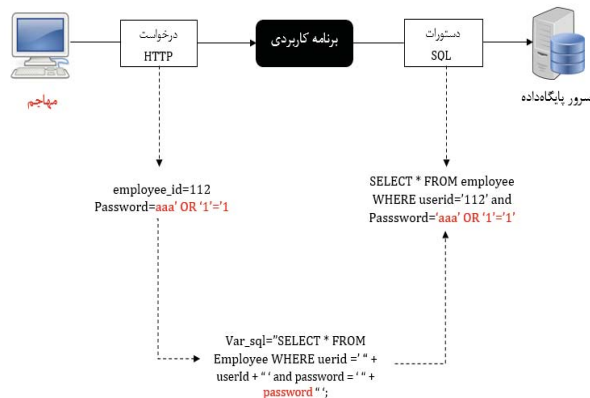 درخواست
HTTP
برنامه کاربردی
دستورات
SQL
مهاجم
سرور پایگاه‌داده
employee_id=112
Password=aaa’ OR ‘1’=’1
SELECT * FROM employee
WHERE userid=’112’ and
Passsword=‘aaa’ OR ‘1’=’1’
Var_sql=”SELECT * FROM
Employee WHERE uerid =’ “ +
userId + “ ‘ and password = ‘ “ +
password “ ‘;